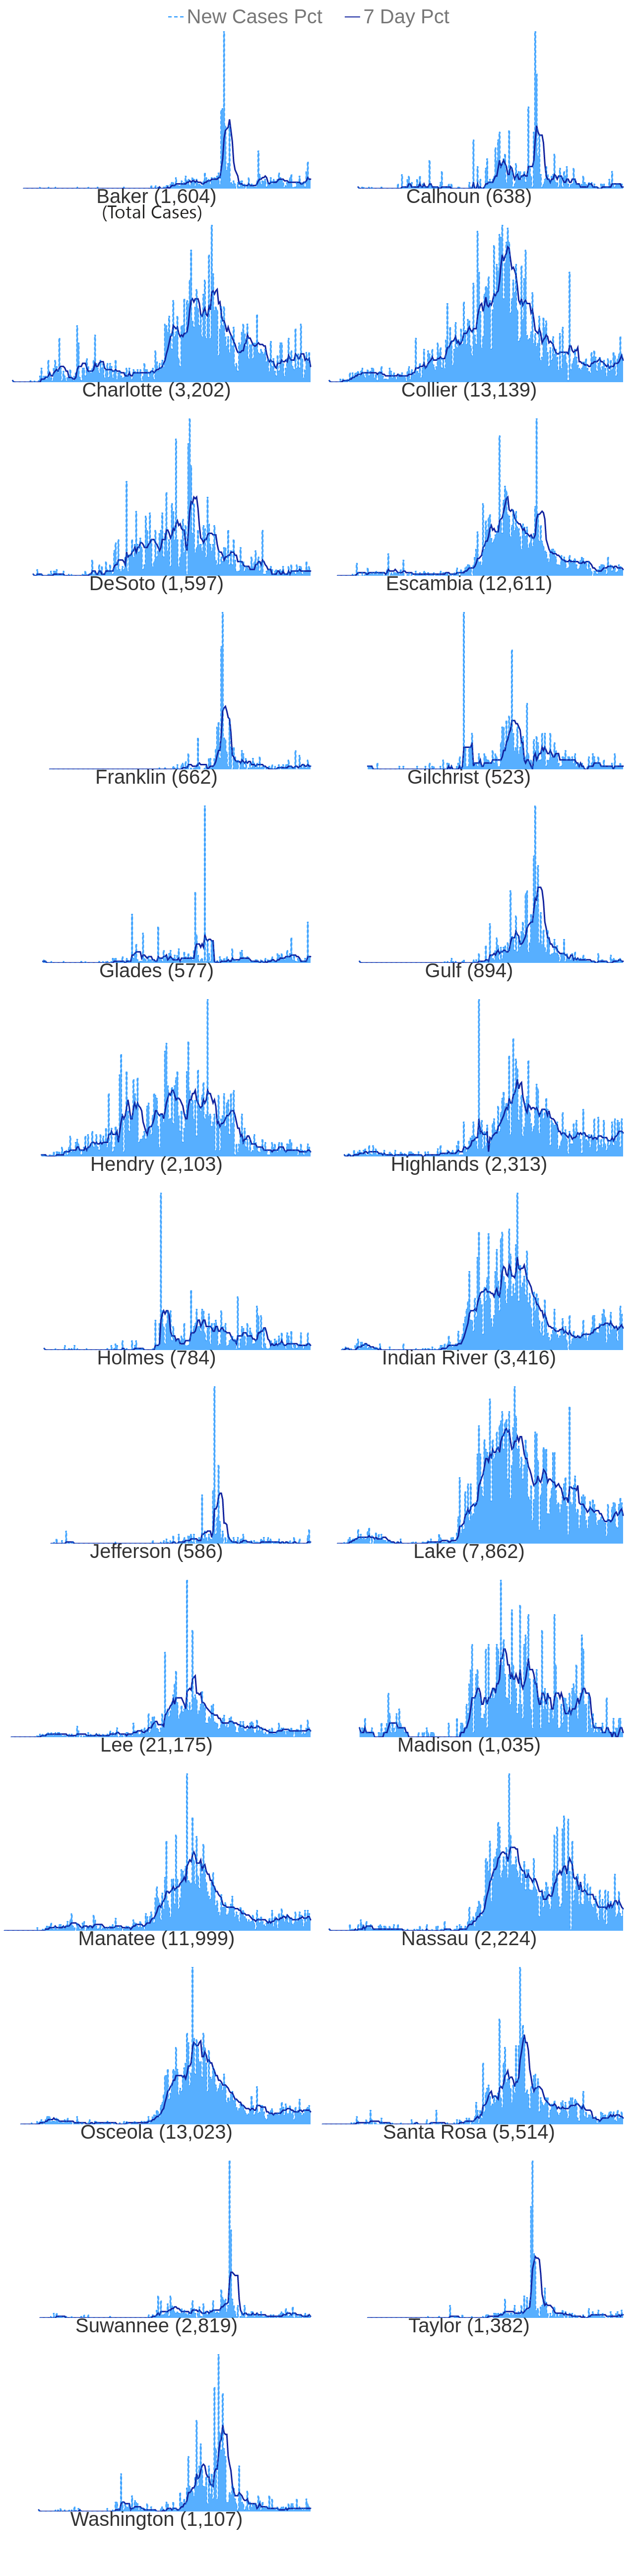 New Cases Pct 7 Day Pct
Baker (1,604) Calhoun (638)
(Total Cases)
Charlotte (3,202) Collier (13,139)
DeSoto (1,597) Escambia (12,611)
Franklin (662) Gilchrist (523)
Glades (577) Gulf (894)
Hendry (2,103) Highlands (2,313)
Holmes (784) Indian River (3,416)
Jefferson (586) Lake (7,862)
Lee (21,175) Madison (1,035)
Manatee (11,999) Nassau (2,224)
Osceola (13,023) Santa Rosa (5,514)
Suwannee (2,819) Taylor (1,382)
Washington (1,107)